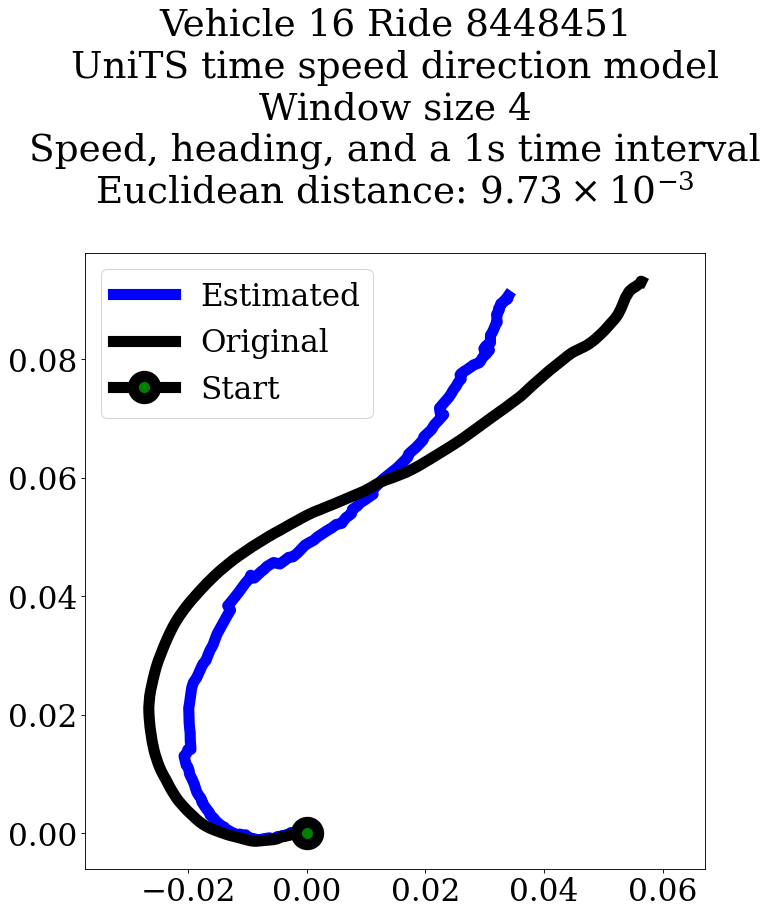 Vehicle 16 Ride 8448451
UniTS time speed direction model
Window size 4
Speed, heading, and a 1s time interval
Euclidean distance: 9.73 × 10⁻³
Estimated
Original
Start
0.08
0.06
0.04
0.02
0.00
−0.02 0.00 0.02 0.04 0.06